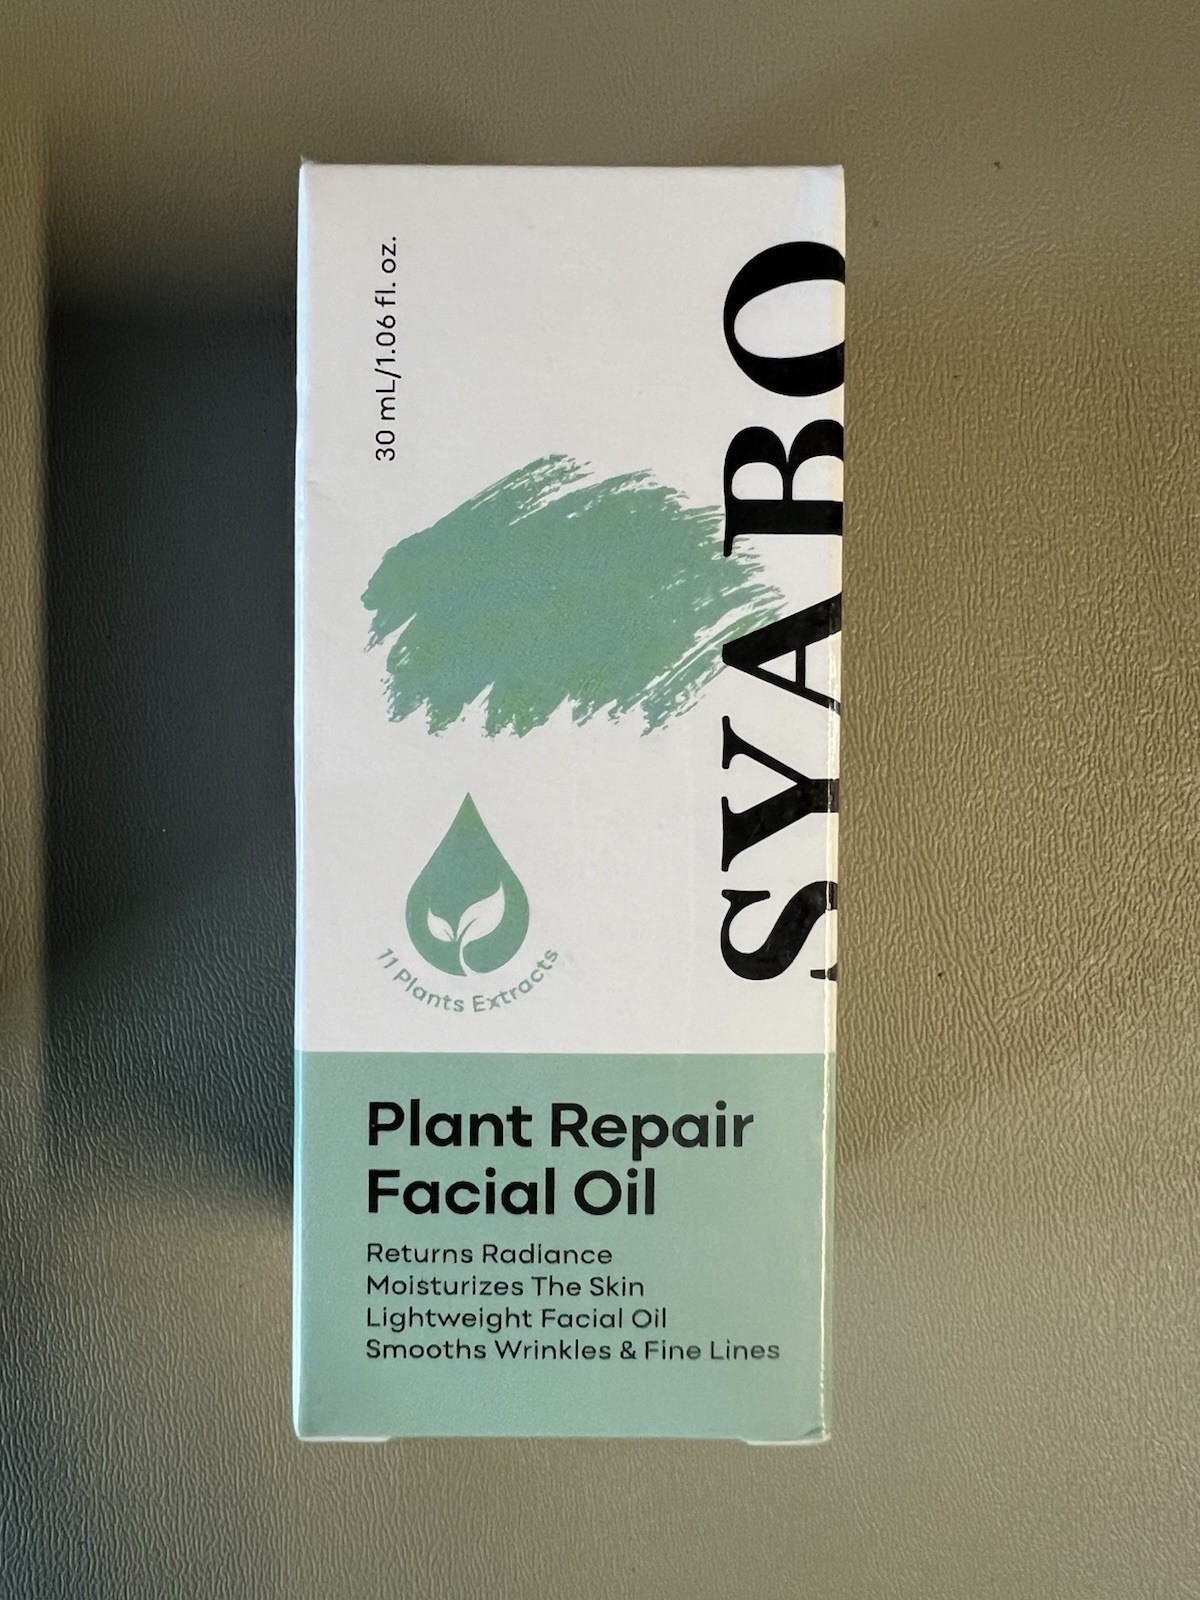 30 mL/1.06 fl. oz.
SYABO
11 Plants Extracts
Plant Repair
Facial Oil
Returns Radiance
Moisturizes The Skin
Lightweight Facial Oil
Smooths Wrinkles & Fine Lines